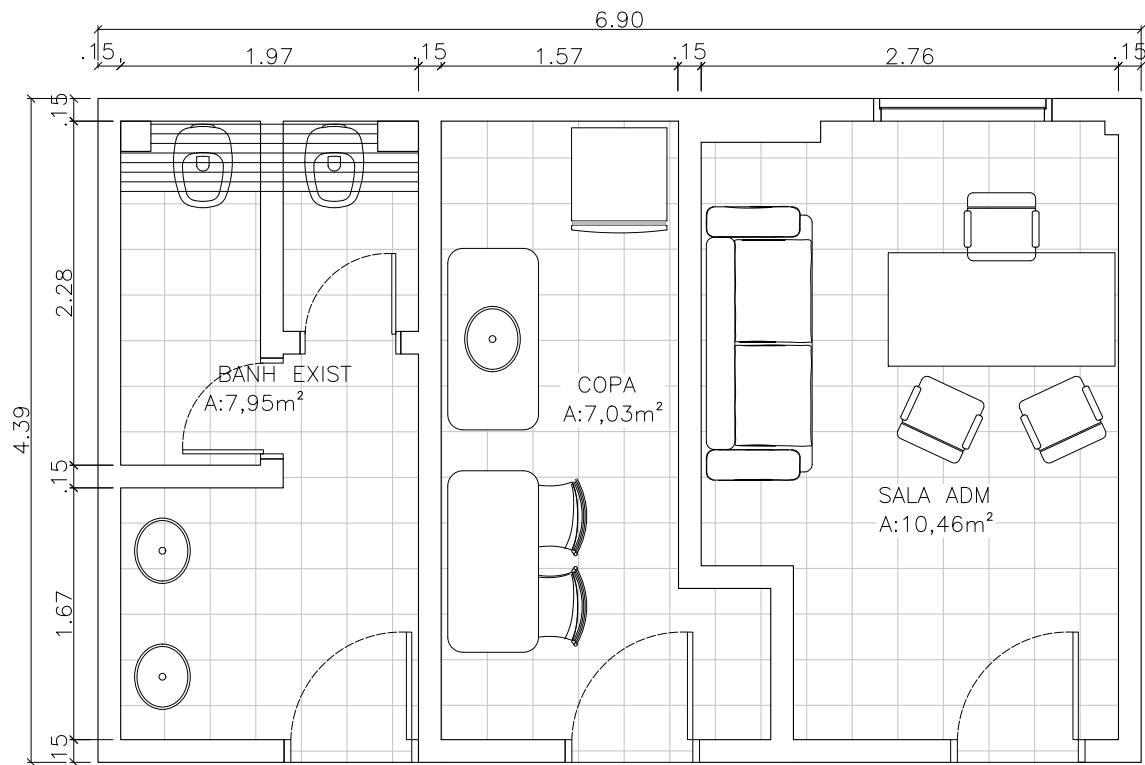 6.90
.15 1.97 .15 1.57 .15 2.76 .15
.15
2.28
4.39
.15
1.67
.15
BANH EXIST
A:7,95m²
COPA
A:7,03m²
SALA ADM
A:10,46m²